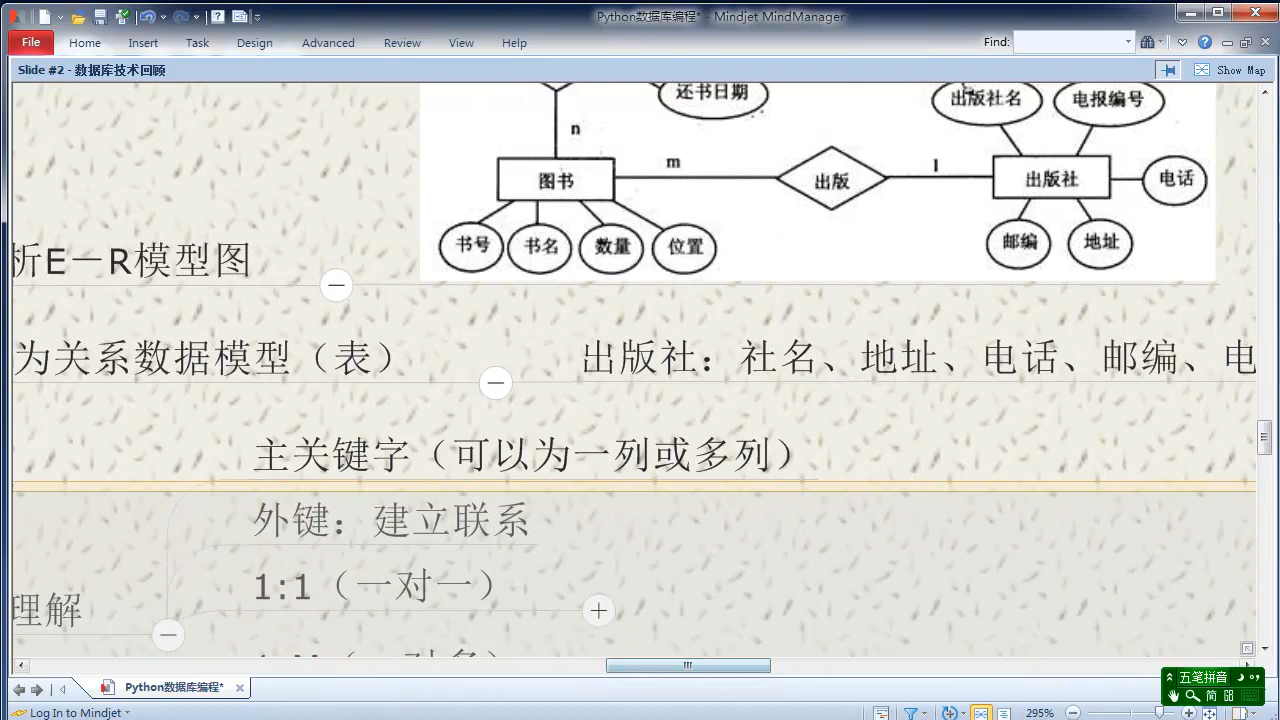 Python数据库编程* - Mindjet MindManager
File Home Insert Task Design Advanced Review View Help Find:
Slide #2 - 数据库技术回顾 Show Map
还书日期 出版社名 电报编号
n
m 1
图书 出版 出版社 电话
书号 书名 数量 位置 邮编 地址
析E－R模型图
为关系数据模型（表） 出版社：社名、地址、电话、邮编、电
主关键字（可以为一列或多列）
外键：建立联系
1:1（一对一）
理解
五笔拼音
简
Python数据库编程*
Log In to Mindjet 295%